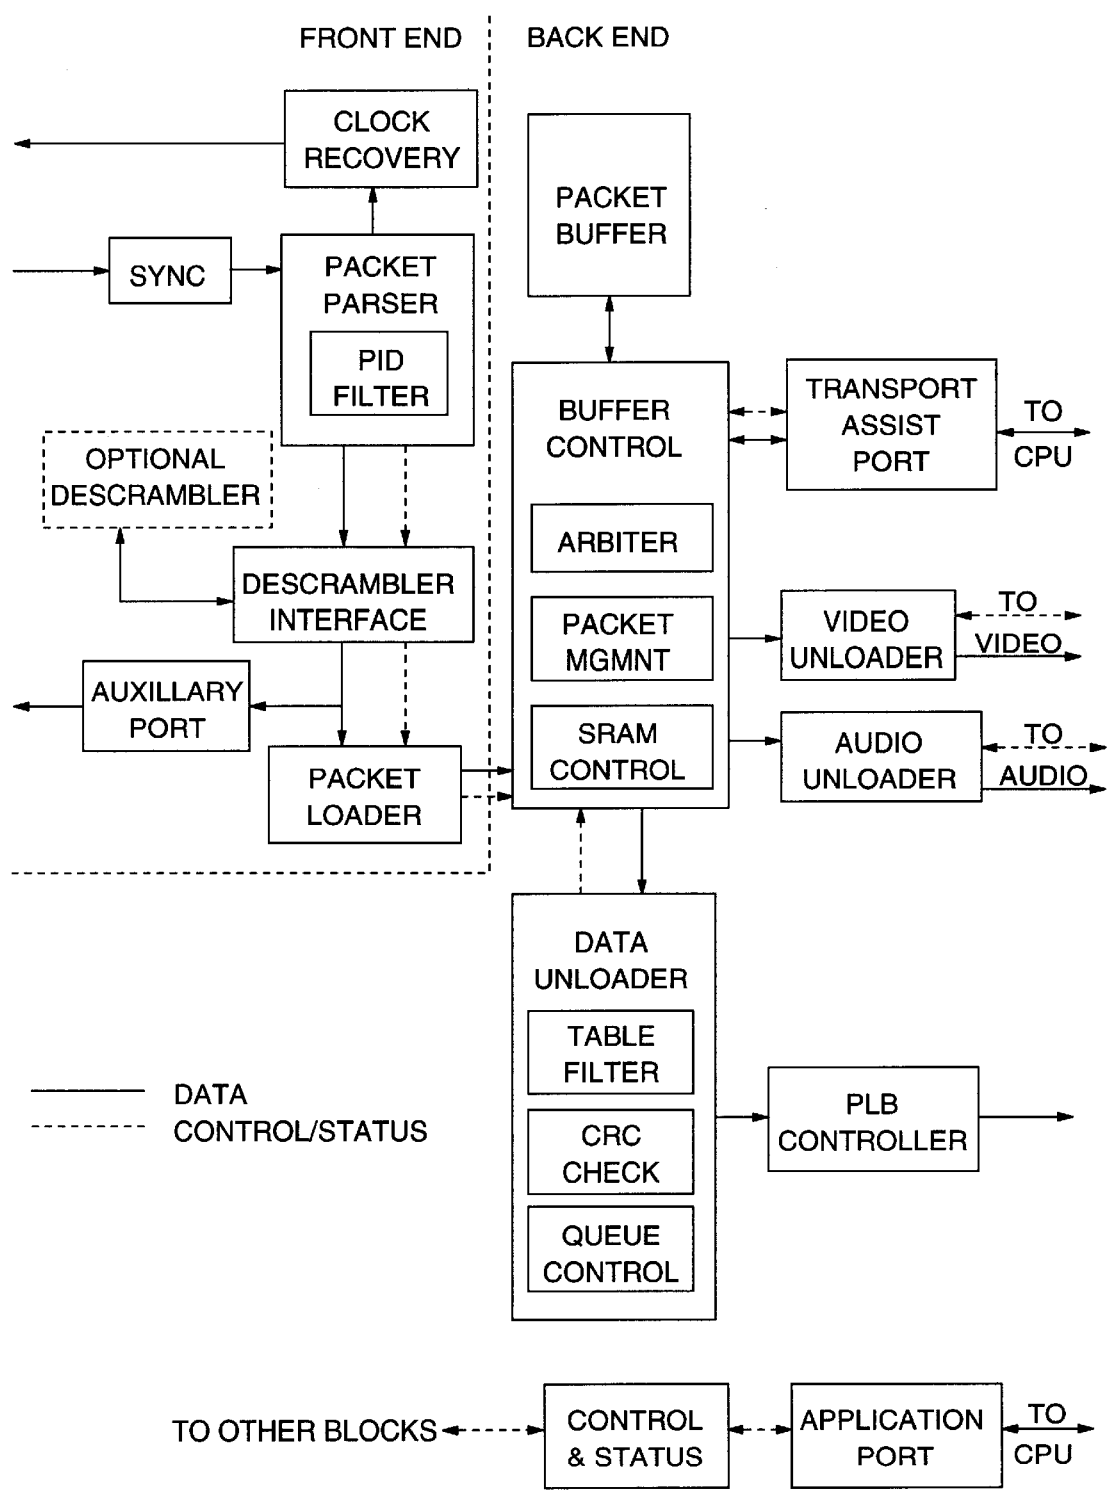 FRONT END
BACK END
CLOCK
RECOVERY
PACKET
BUFFER
SYNC
PACKET
PARSER
PID
FILTER
OPTIONAL
DESCRAMBLER
DESCRAMBLER
INTERFACE
AUXILLARY
PORT
PACKET
LOADER
BUFFER
CONTROL
ARBITER
PACKET
MGMNT
SRAM
CONTROL
TRANSPORT
ASSIST
PORT
TO
CPU
VIDEO
UNLOADER
TO
VIDEO
AUDIO
UNLOADER
TO
AUDIO
DATA
UNLOADER
TABLE
FILTER
CRC
CHECK
QUEUE
CONTROL
PLB
CONTROLLER
DATA
CONTROL/STATUS
TO OTHER BLOCKS
CONTROL
& STATUS
APPLICATION
PORT
TO
CPU